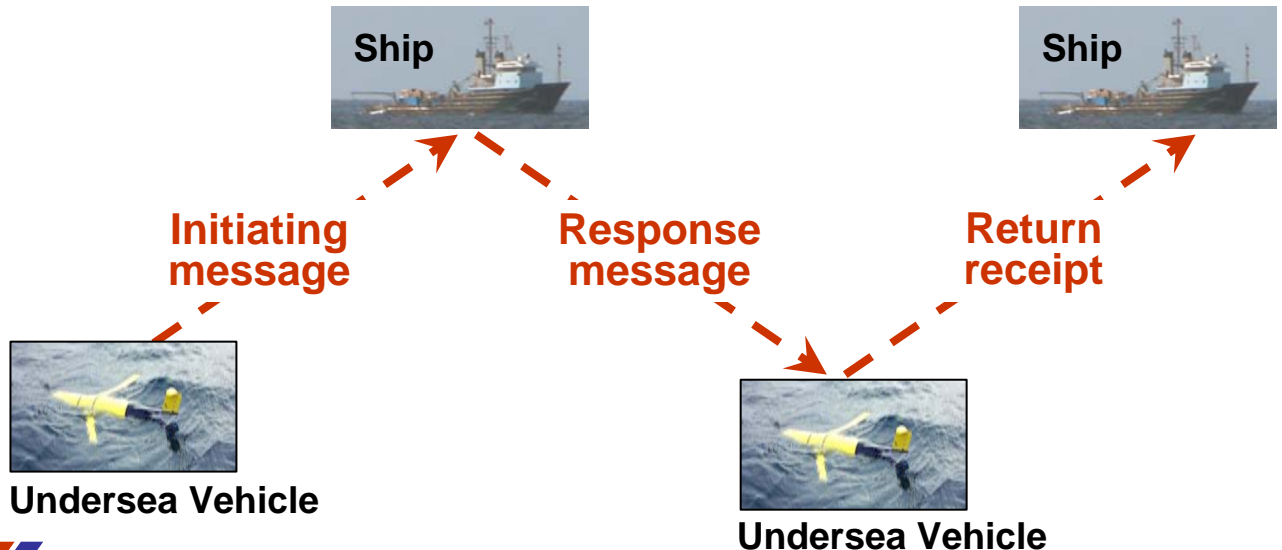 Ship
Ship
Initiating
message
Response
message
Return
receipt
Undersea Vehicle
Undersea Vehicle